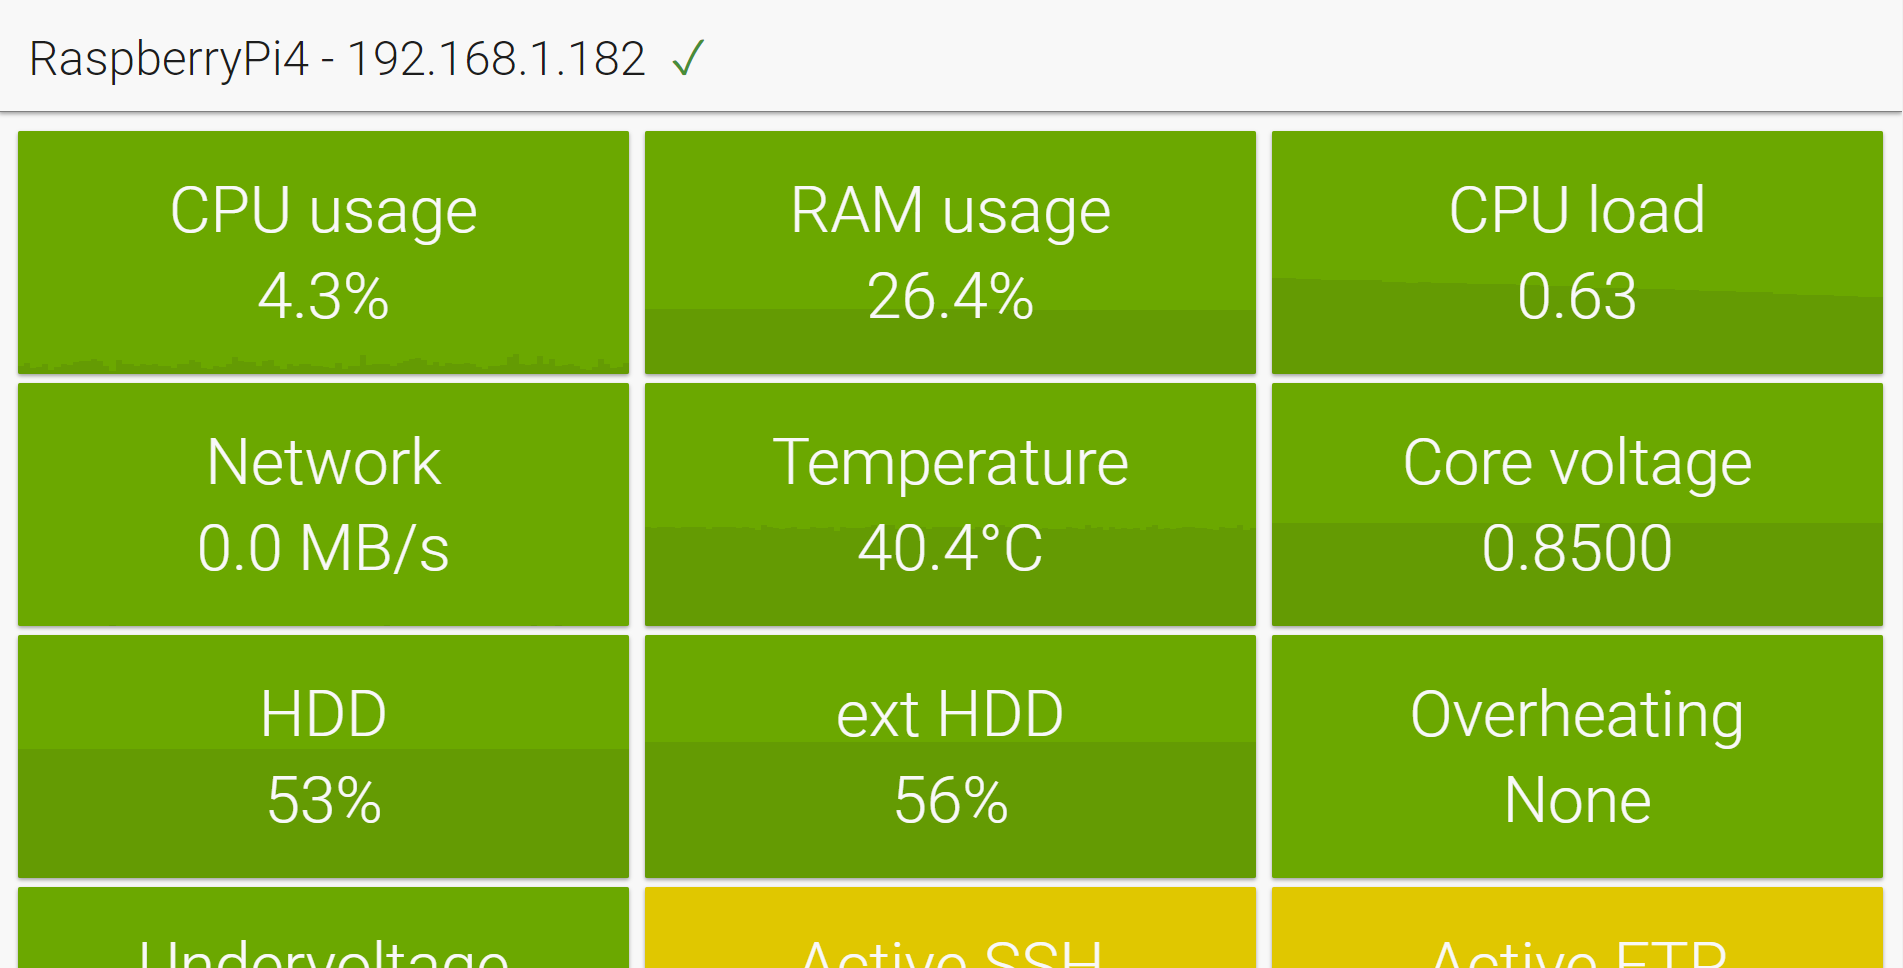 RaspberryPi4 - 192.168.1.182 ✓
CPU usage
4.3%
RAM usage
26.4%
CPU load
0.63
Network
0.0 MB/s
Temperature
40.4°C
Core voltage
0.8500
HDD
53%
ext HDD
56%
Overheating
None
Undervoltage
Active SSH
Active FTP